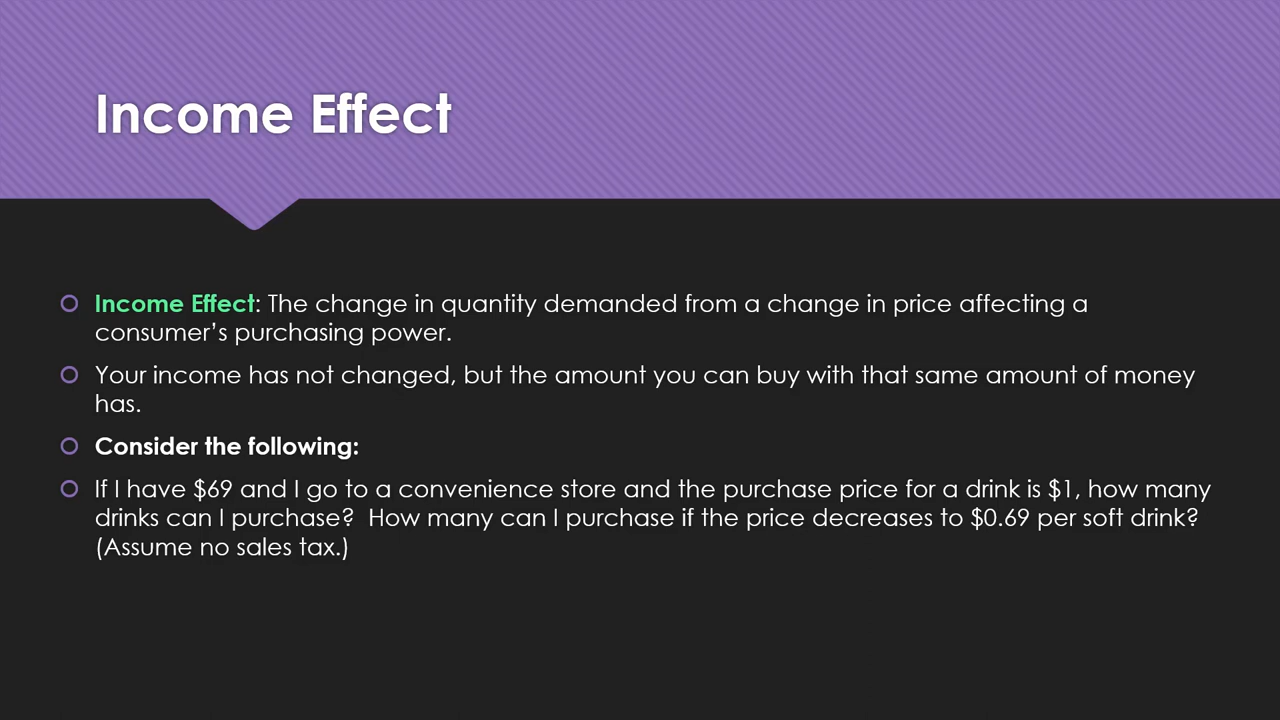 Income Effect
Income Effect: The change in quantity demanded from a change in price affecting a
consumer’s purchasing power.
Your income has not changed, but the amount you can buy with that same amount of money
has.
Consider the following:
If I have $69 and I go to a convenience store and the purchase price for a drink is $1, how many
drinks can I purchase?  How many can I purchase if the price decreases to $0.69 per soft drink?
(Assume no sales tax.)